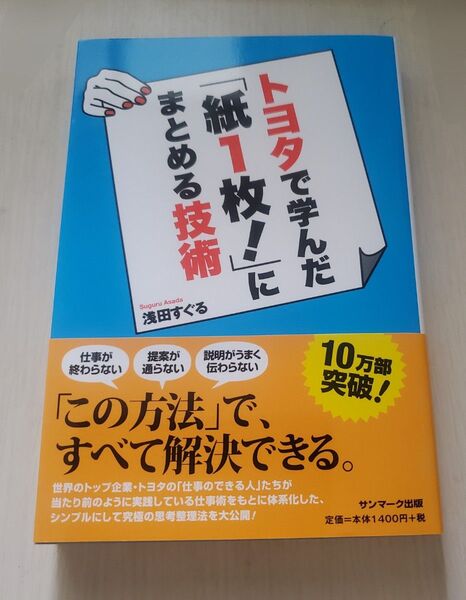 トヨタで学んだ
「紙1枚!」に
まとめる技術
Suguru Asada
浅田すぐる
仕事が
終わらない
提案が
通らない
説明がうまく
伝わらない
10万部
突破!
「この方法」で、
すべて解決できる。
世界のトップ企業・トヨタの「仕事のできる人」たちが
当たり前のように実践している仕事術をもとに体系化した、
シンプルにして究極の思考整理法を大公開!
サンマーク出版
定価=本体1400円+税